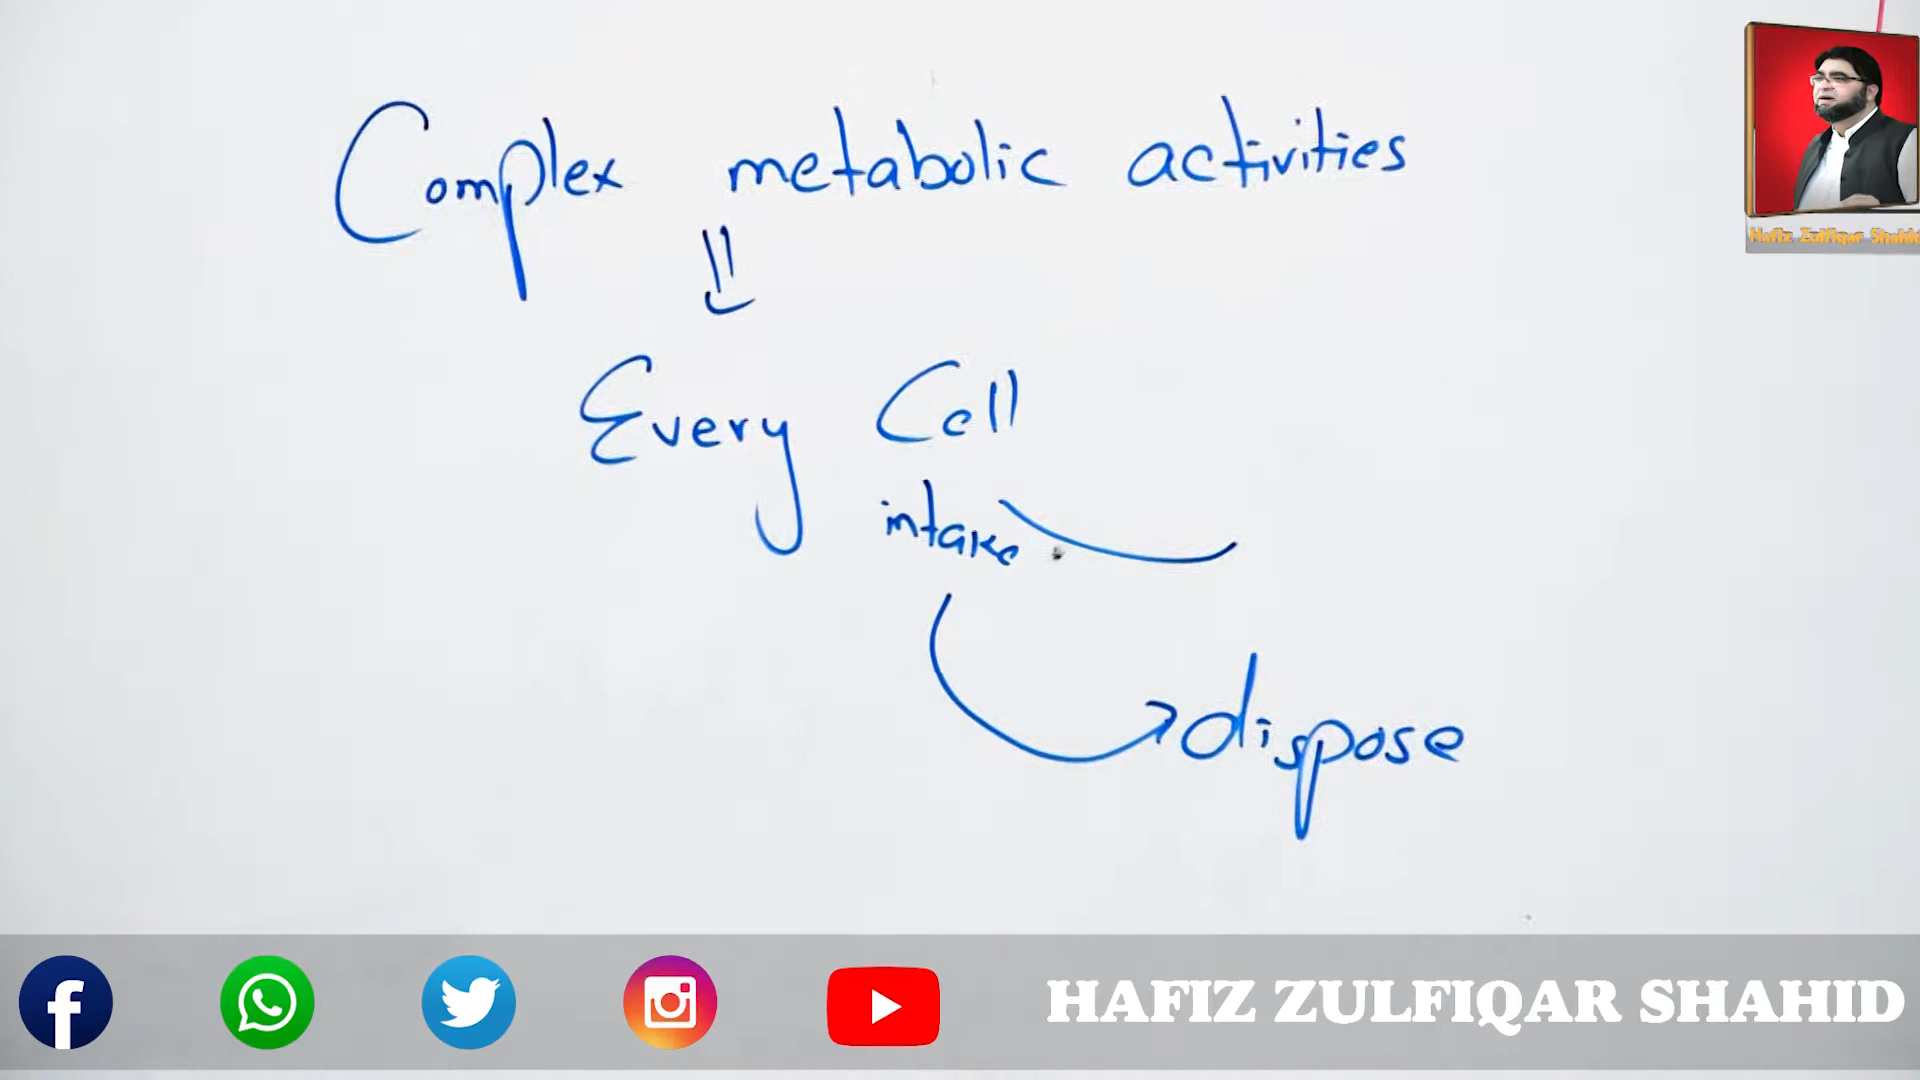 Complex metabolic activities
Every Cell
intake
dispose
Hafiz Zulfiqar Shahid
HAFIZ ZULFIQAR SHAHID